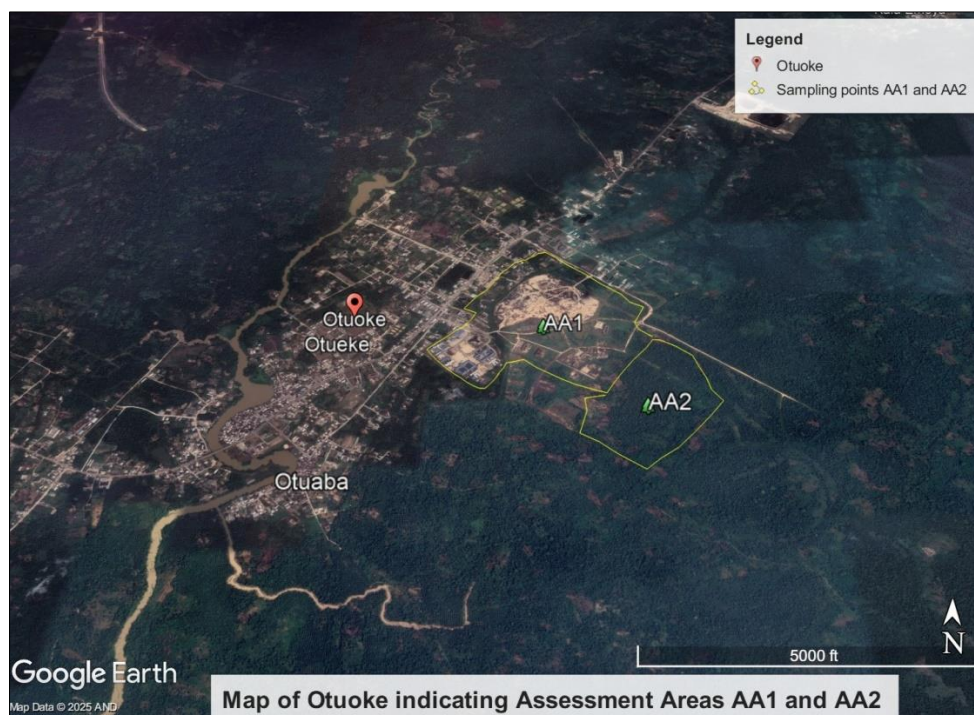 Legend
Otuoke
Sampling points AA1 and AA2
Otuoke
Otueke
AA1
AA2
Otuaba
N
5000 ft
Google Earth
Map Data © 2025 AND
Map of Otuoke indicating Assessment Areas AA1 and AA2